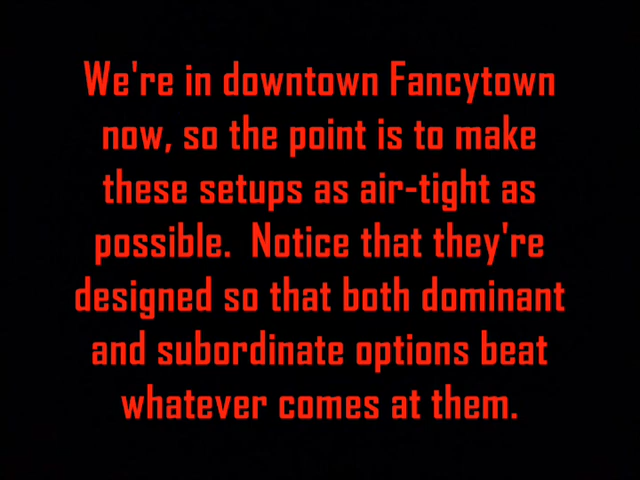 We're in downtown Fancytown
now, so the point is to make
these setups as air-tight as
possible.  Notice that they're
designed so that both dominant
and subordinate options beat
whatever comes at them.